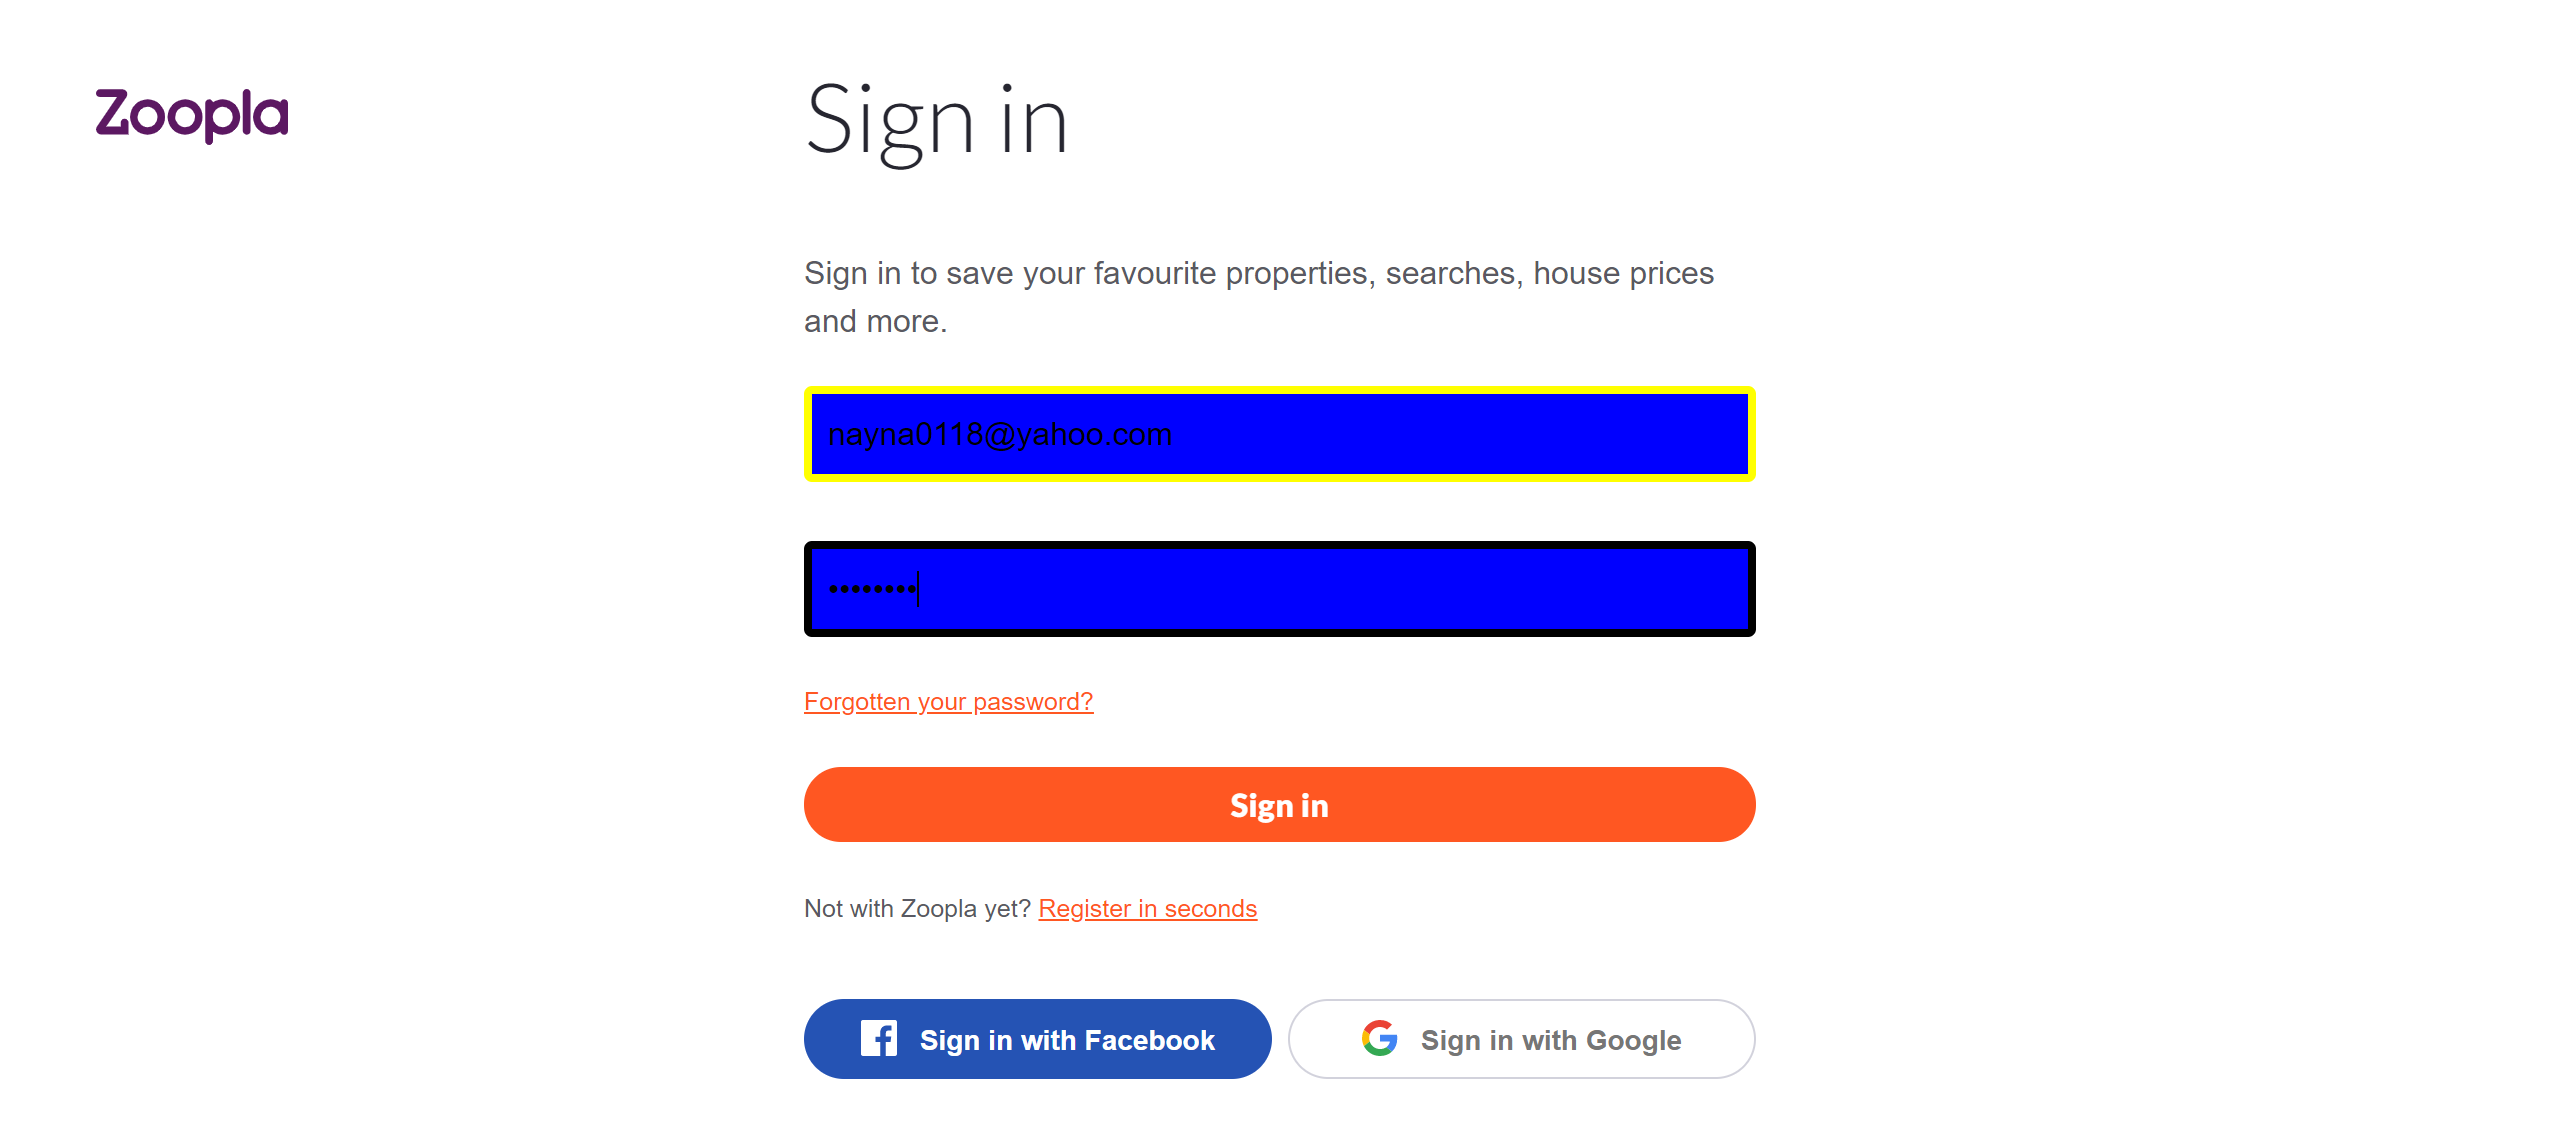 Zoopla
Sign in
Sign in to save your favourite properties, searches, house prices
and more.
nayna0118@yahoo.com
••••••••
Forgotten your password?
Sign in
Not with Zoopla yet? Register in seconds
Sign in with Facebook
Sign in with Google